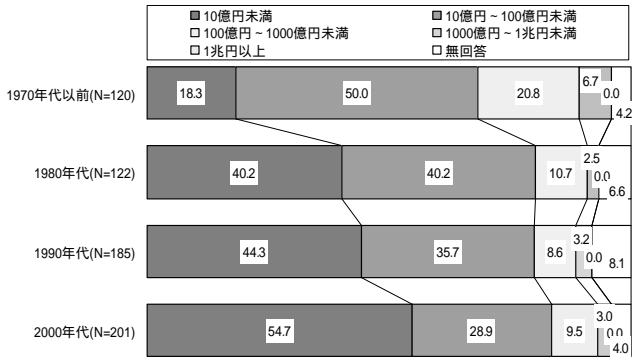 10億円未満 10億円~100億円未満
100億円~1000億円未満 1000億円~1兆円未満
1兆円以上 無回答
1970年代以前(N=120) 18.3 50.0 20.8 6.7 0.0 4.2
1980年代(N=122) 40.2 40.2 10.7 2.5 0.0 6.6
1990年代(N=185) 44.3 35.7 8.6 3.2 0.0 8.1
2000年代(N=201) 54.7 28.9 9.5 3.0 0.0 4.0